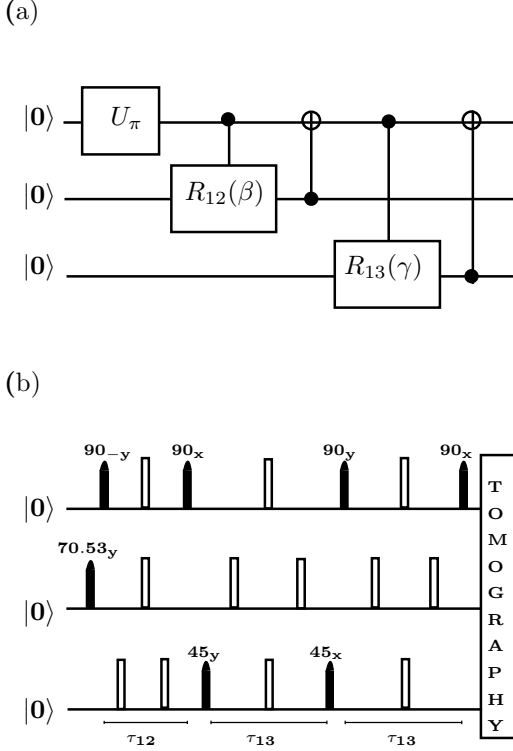 (a)
|0⟩ U_π
|0⟩ R_12(β)
|0⟩ R_13(γ)
(b)
90_−y 90_x 90_y 90_x
|0⟩
70.53_y
|0⟩
45_y 45_x
|0⟩
τ_12 τ_13 τ_13
TOMOGRAPHY